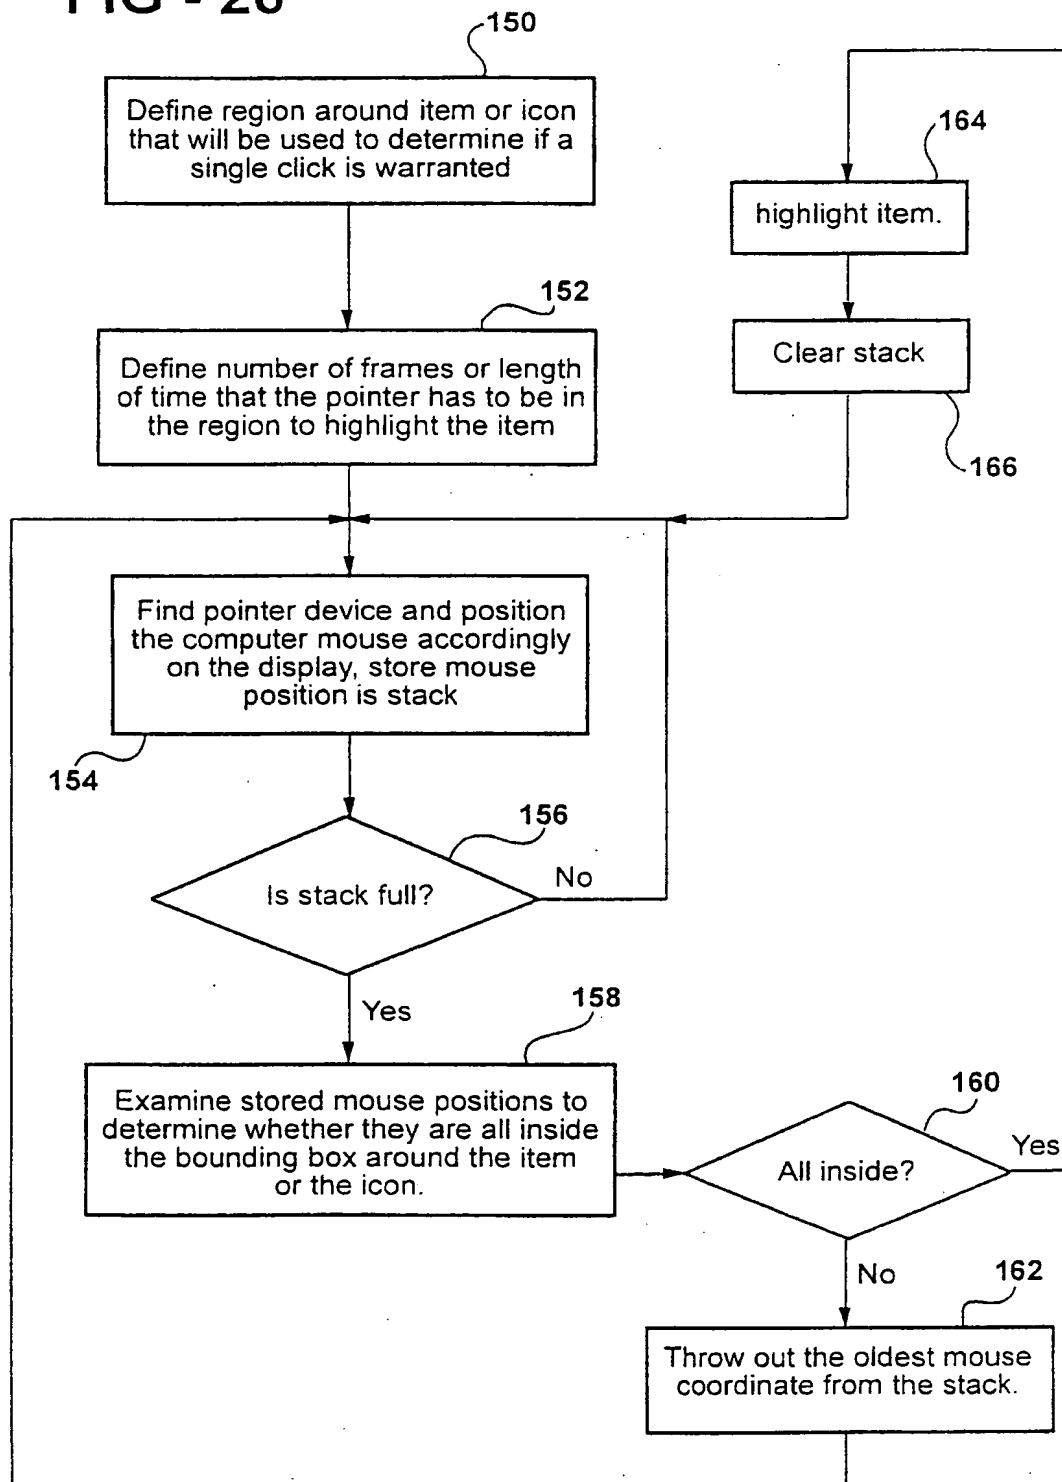 FIG - 26
150
Define region around item or icon
that will be used to determine if a
single click is warranted
152
Define number of frames or length
of time that the pointer has to be in
the region to highlight the item
Find pointer device and position
the computer mouse accordingly
on the display, store mouse
position is stack
154
156
Is stack full?
No
Yes
158
Examine stored mouse positions to
determine whether they are all inside
the bounding box around the item
or the icon.
160
All inside?
Yes
No
162
Throw out the oldest mouse
coordinate from the stack.
164
highlight item.
Clear stack
166